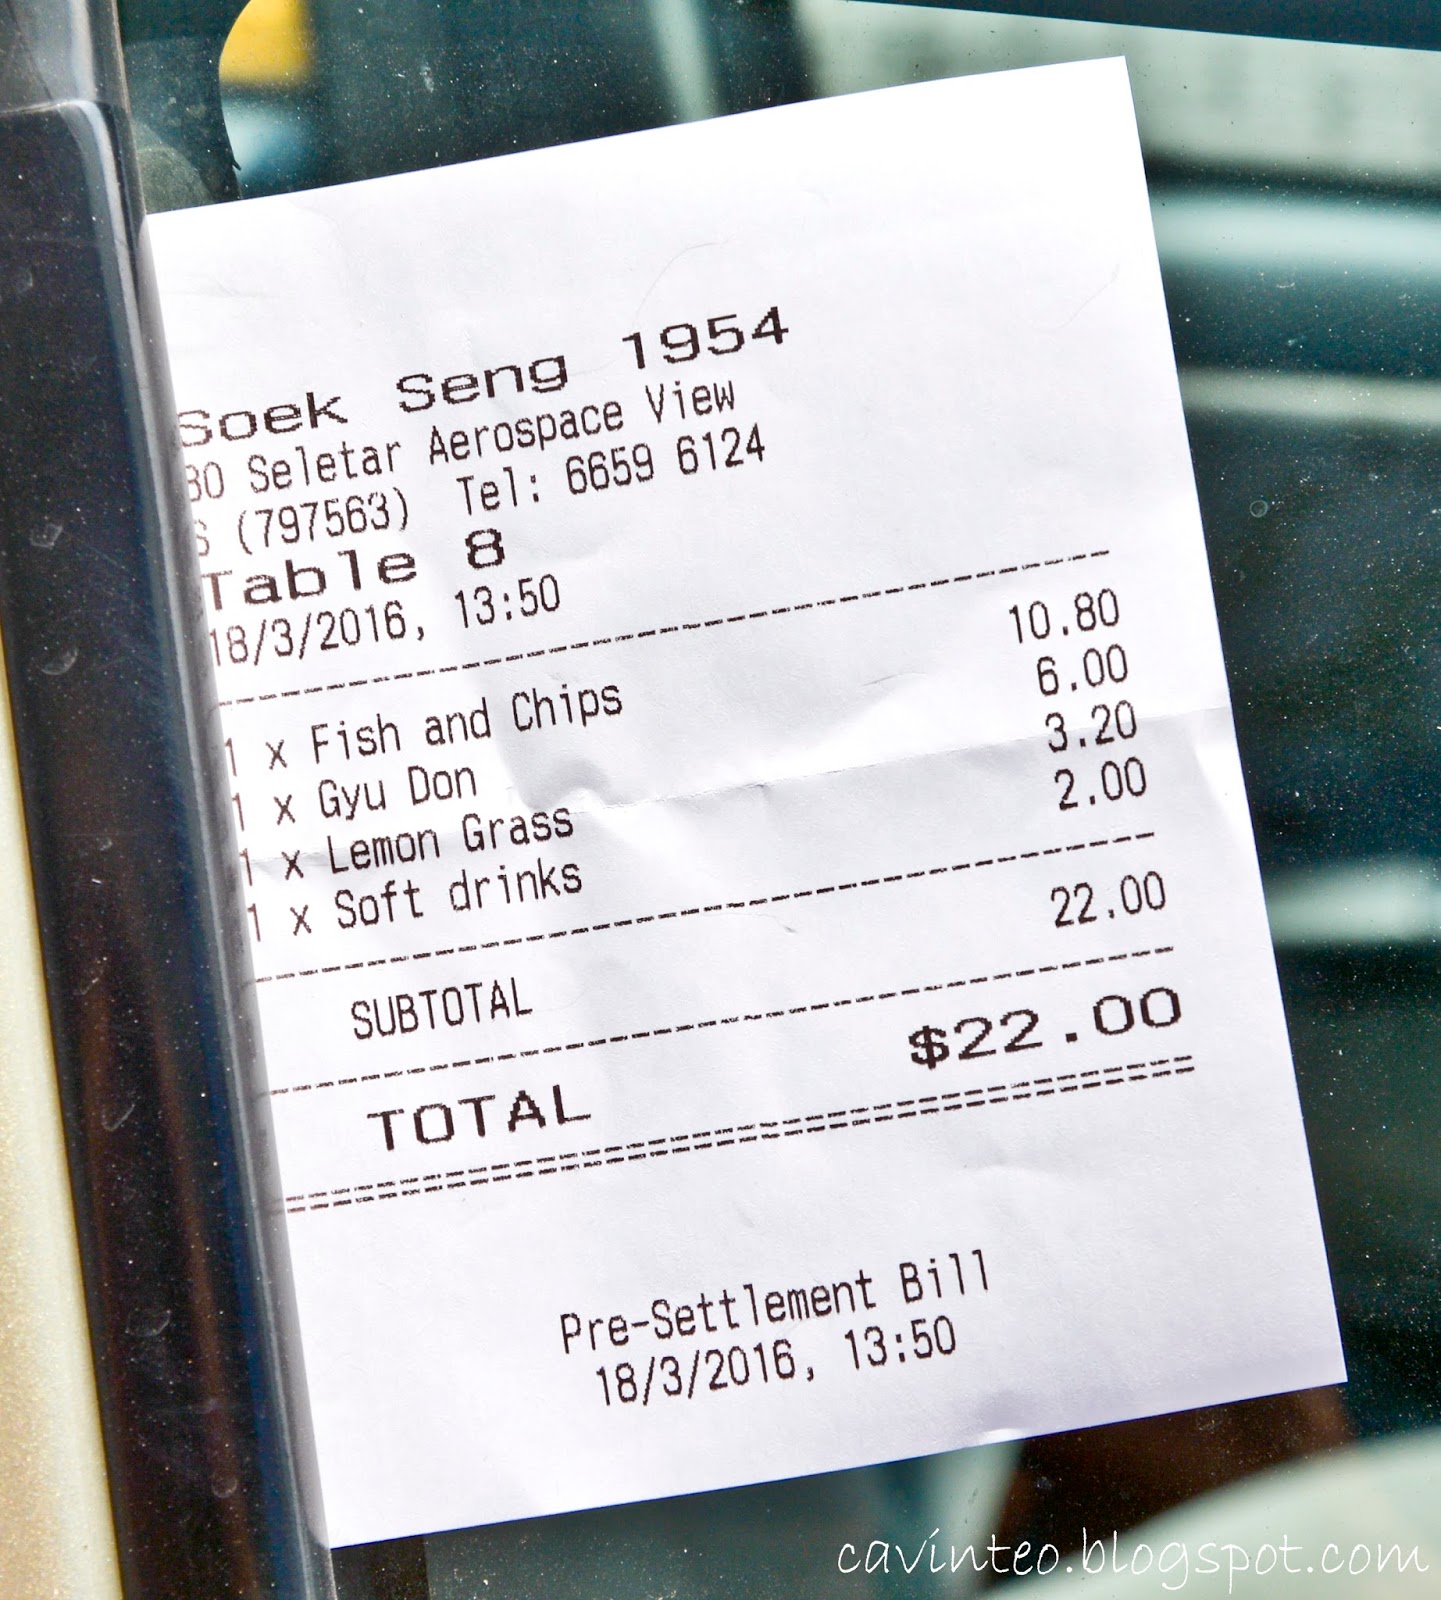 Soek Seng 1954
30 Seletar Aerospace View
S (797563) Tel: 6659 6124
Table 8
18/3/2016, 13:50
1 x Fish and Chips 10.80
1 x Gyu Don 6.00
1 x Lemon Grass 3.20
1 x Soft drinks 2.00
SUBTOTAL 22.00
TOTAL $22.00
Pre-Settlement Bill
18/3/2016, 13:50
cavinteo.blogspot.com